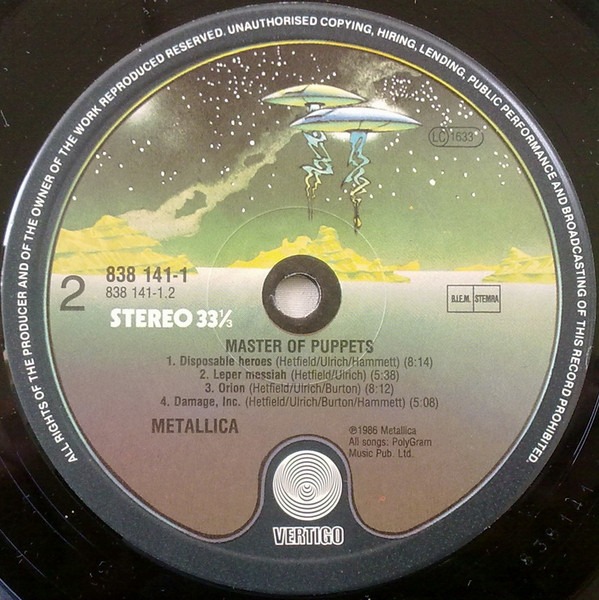 ALL RIGHTS OF THE PRODUCER AND OF THE OWNER OF THE WORK REPRODUCED RESERVED. UNAUTHORISED COPYING, HIRING, LENDING, PUBLIC PERFORMANCE AND BROADCASTING OF THIS RECORD PROHIBITED.
LC 1633
2
838 141-1
838 141-1.2
STEREO 33⅓
B.I.E.M. STEMRA
MASTER OF PUPPETS
1. Disposable heroes (Hetfield/Ulrich/Hammett) (8:14)
2. Leper messiah (Hetfield/Ulrich) (5:38)
3. Orion (Hetfield/Ulrich/Burton) (8:12)
4. Damage, Inc. (Hetfield/Ulrich/Burton/Hammett) (5:08)
METALLICA
℗1986 Metallica
All songs: PolyGram
Music Pub. Ltd.
VERTIGO